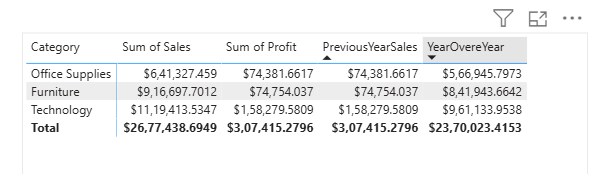 Category Sum of Sales Sum of Profit PreviousYearSales YearOvereYear
Office Supplies $6,41,327.459 $74,381.6617 $74,381.6617 $5,66,945.7973
Furniture $9,16,697.7012 $74,754.037 $74,754.037 $8,41,943.6642
Technology $11,19,413.5347 $1,58,279.5809 $1,58,279.5809 $9,61,133.9538
Total $26,77,438.6949 $3,07,415.2796 $3,07,415.2796 $23,70,023.4153